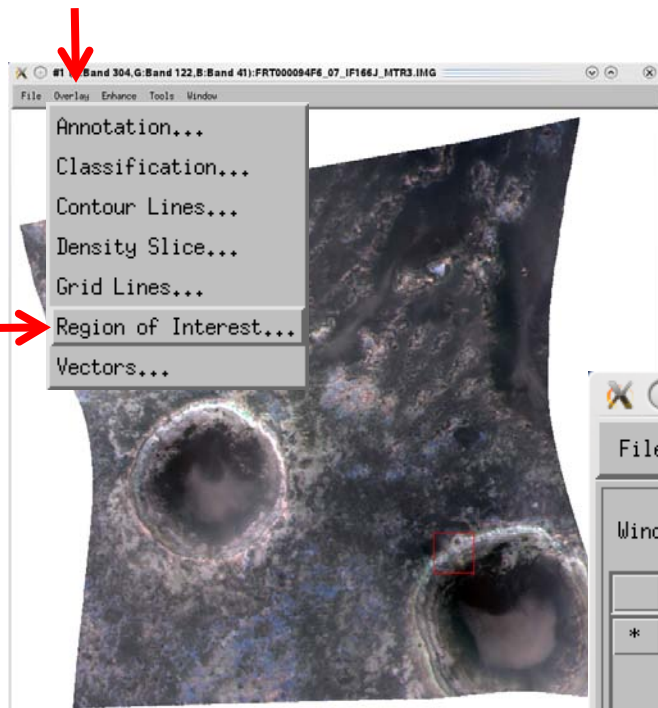 #1 (R:Band 304,G:Band 122,B:Band 41):FRT000094F6_07_IF166J_MTR3.IMG
File Overlay Enhance Tools Window
Annotation...
Classification...
Contour Lines...
Density Slice...
Grid Lines...
Region of Interest...
Vectors...
File
*